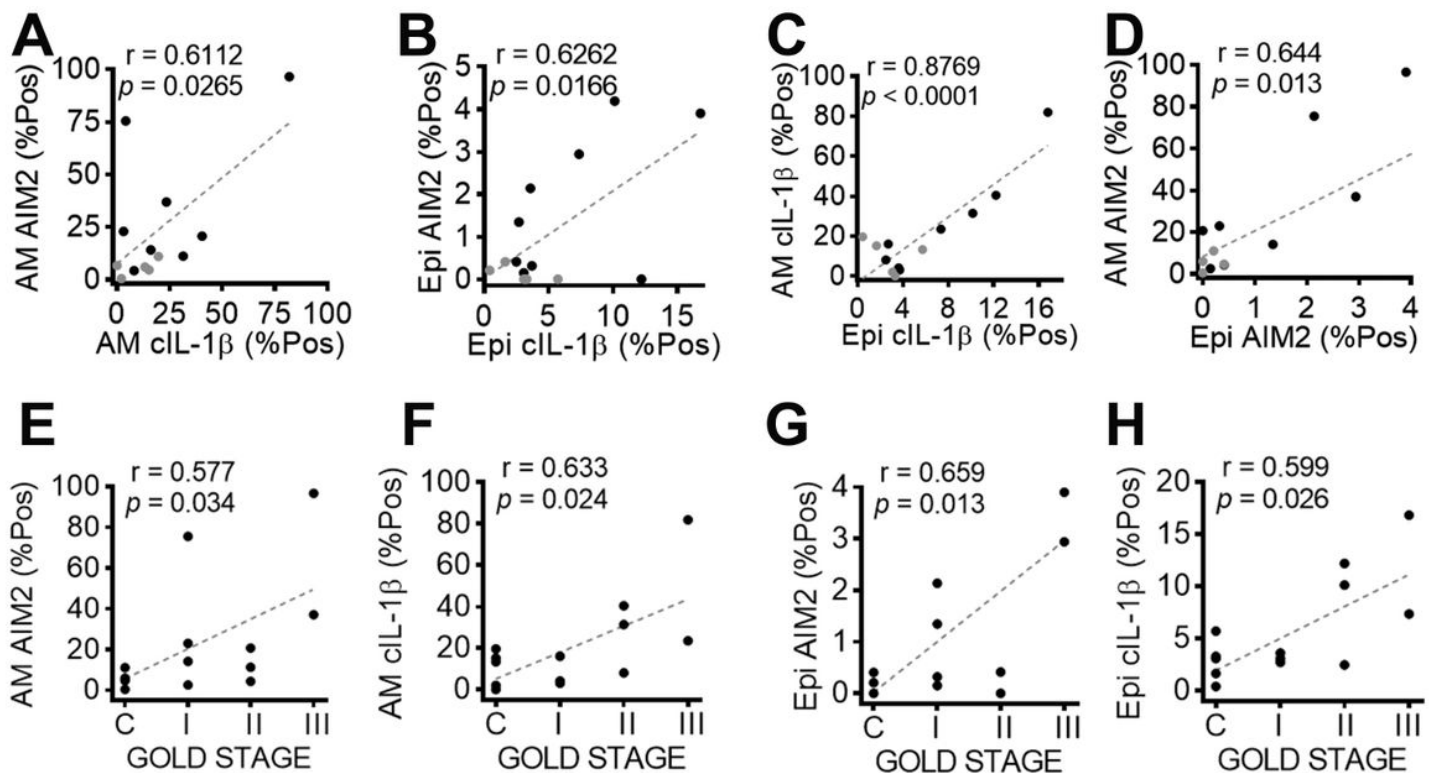 A
r = 0.6112
p = 0.0265
AM AIM2 (%Pos)
100
75
50
25
0
0 25 50 75 100
AM cIL-1β (%Pos)
B
r = 0.6262
p = 0.0166
Epi AIM2 (%Pos)
5
4
3
2
1
0
0 5 10 15
Epi cIL-1β (%Pos)
C
r = 0.8769
p < 0.0001
AM cIL-1β (%Pos)
100
80
60
40
20
0
0 4 8 12 16
Epi cIL-1β (%Pos)
D
r = 0.644
p = 0.013
AM AIM2 (%Pos)
100
80
60
40
20
0
0 1 2 3 4
Epi AIM2 (%Pos)
E
r = 0.577
p = 0.034
AM AIM2 (%Pos)
100
80
60
40
20
0
C I II III
GOLD STAGE
F
r = 0.633
p = 0.024
AM cIL-1β (%Pos)
100
80
60
40
20
0
C I II III
GOLD STAGE
G
r = 0.659
p = 0.013
Epi AIM2 (%Pos)
4
3
2
1
0
C I II III
GOLD STAGE
H
r = 0.599
p = 0.026
Epi cIL-1β (%Pos)
20
15
10
5
0
C I II III
GOLD STAGE